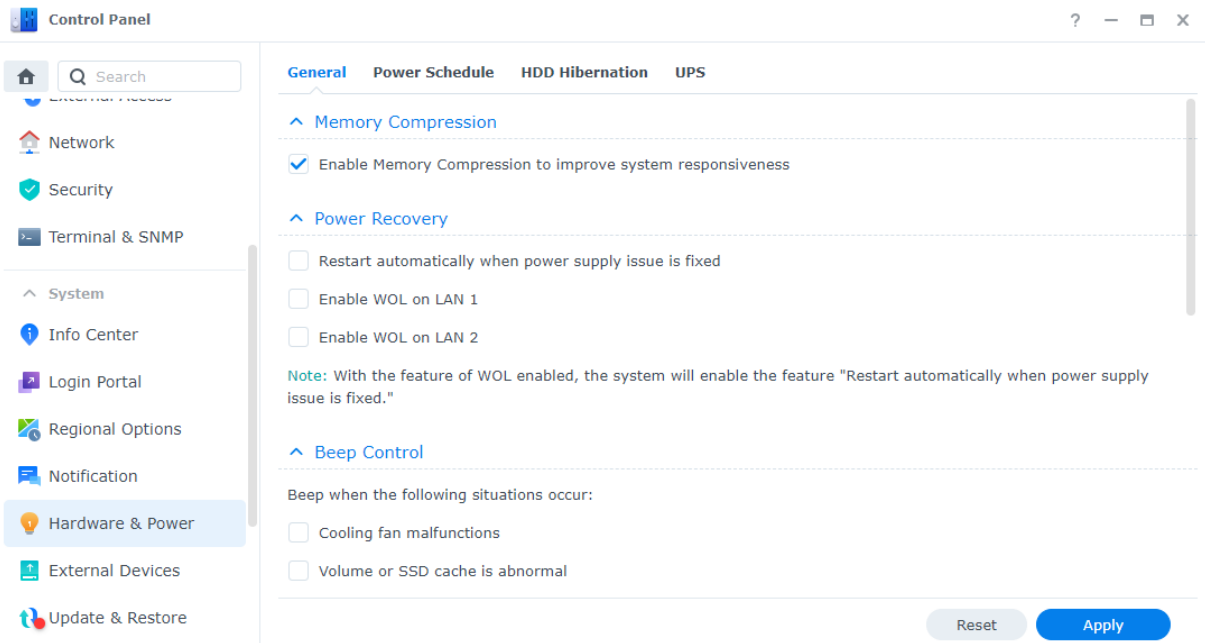 Control Panel
Search
External Access
Network
Security
Terminal & SNMP
System
Info Center
Login Portal
Regional Options
Notification
Hardware & Power
External Devices
Update & Restore
General Power Schedule HDD Hibernation UPS
Memory Compression
Enable Memory Compression to improve system responsiveness
Power Recovery
Restart automatically when power supply issue is fixed
Enable WOL on LAN 1
Enable WOL on LAN 2
Note: With the feature of WOL enabled, the system will enable the feature "Restart automatically when power supply
issue is fixed."
Beep Control
Beep when the following situations occur:
Cooling fan malfunctions
Volume or SSD cache is abnormal
Reset Apply